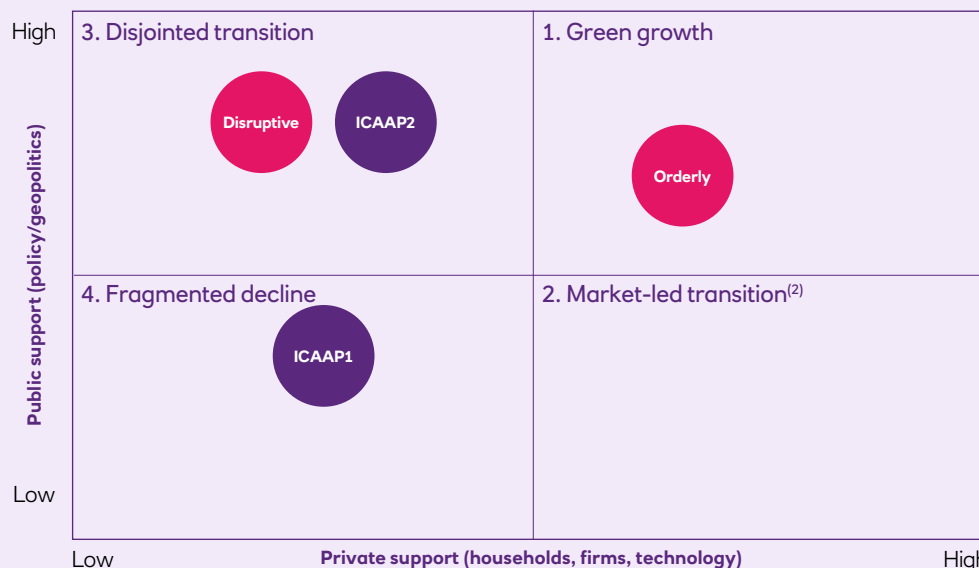 High
3. Disjointed transition
1. Green growth
Disruptive
ICAAP2
Orderly
Public support (policy/geopolitics)
4. Fragmented decline
2. Market-led transition(2)
ICAAP1
Low
Low
Private support (households, firms, technology)
High